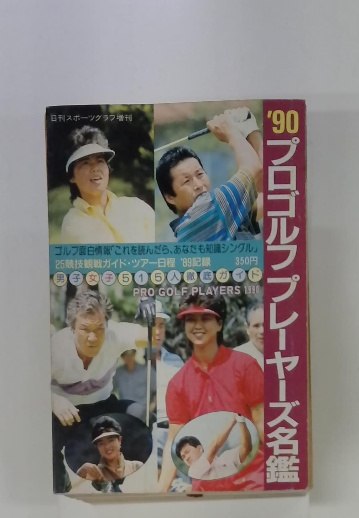 日刊スポーツグラフ増刊
'90プロゴルフプレーヤーズ名鑑
ゴルフ面白情報「これを読んだら、あなたも知識シングル」
25競技観戦ガイド・ツアー日程 '89記録 350円
男子女子515人徹底ガイド
PRO GOLF PLAYERS 1990